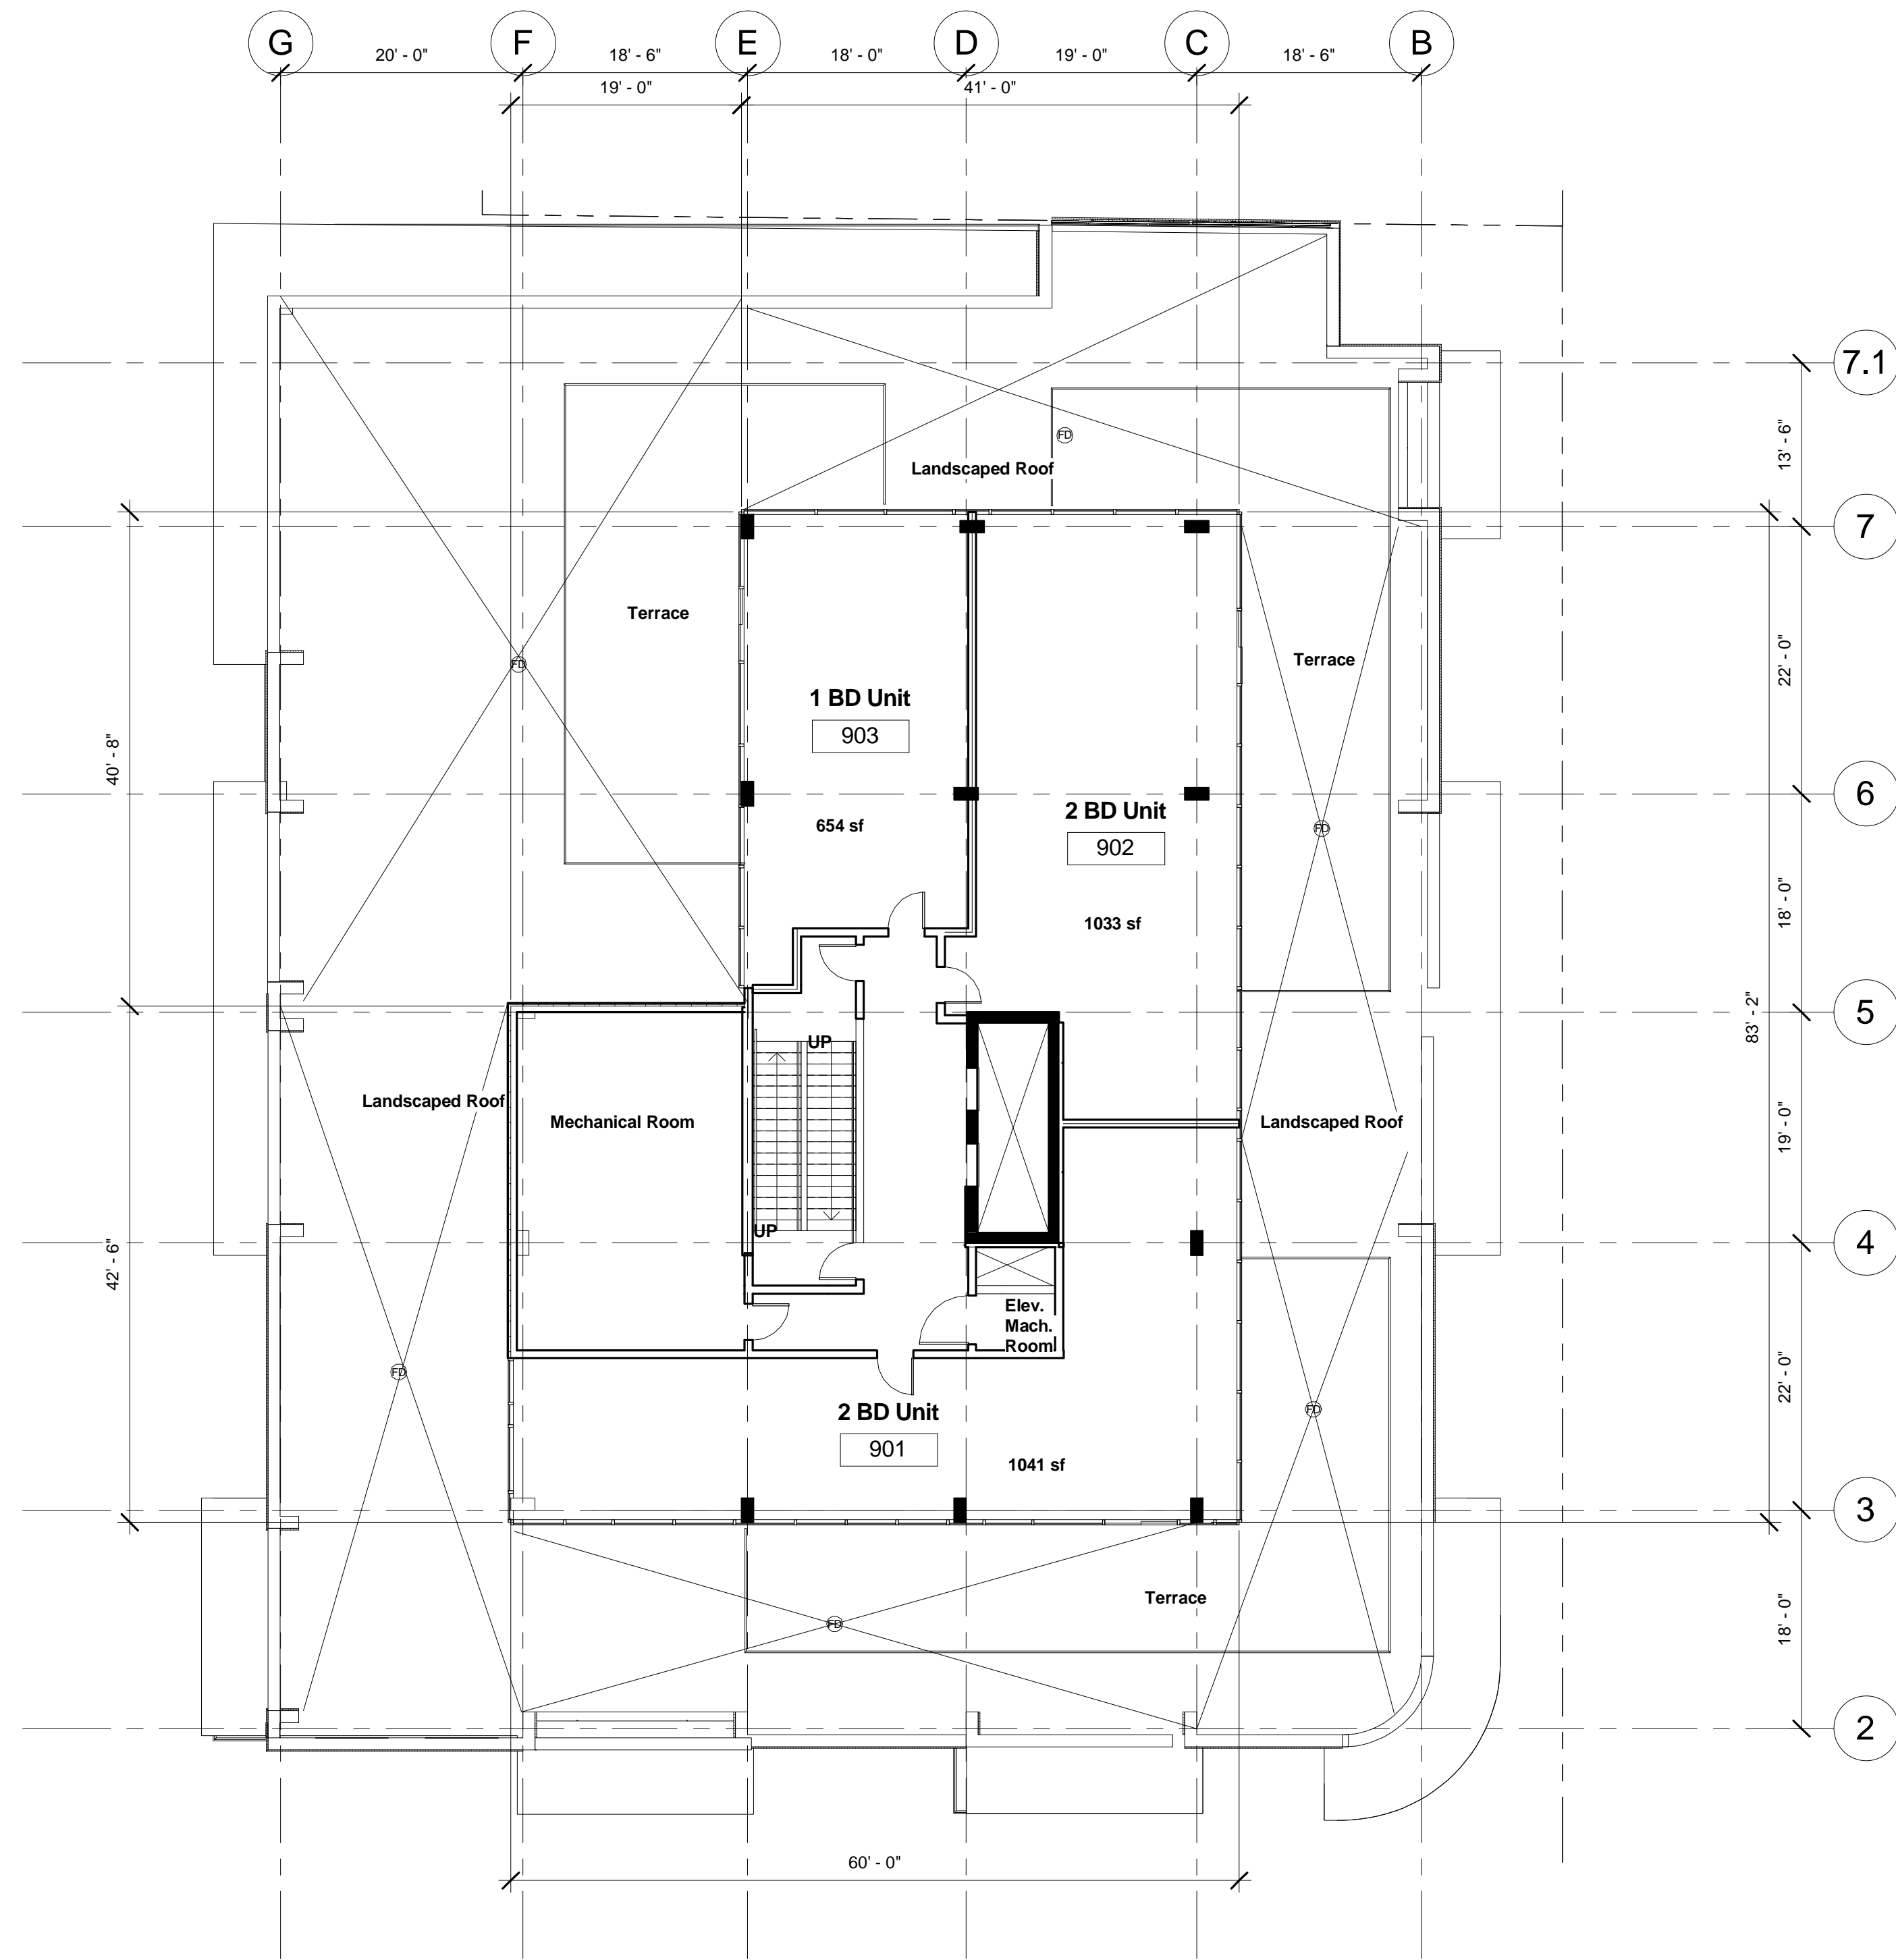 G
F
E
D
C
B
20' - 0"
18' - 6"
18' - 0"
19' - 0"
18' - 6"
19' - 0"
41' - 0"
7.1
13' - 6"
FD
Landscaped Roof
7
Terrace
Terrace
22' - 0"
FD
1 BD Unit
903
40' - 8"
6
2 BD Unit
902
654 sf
FD
18' - 0"
1033 sf
5
83' - 2"
UP
Landscaped Roof
Mechanical Room
Landscaped Roof
19' - 0"
UP
4
42' - 6"
Elev.
Mach.
Room
FD
22' - 0"
2 BD Unit
901
FD
1041 sf
3
Terrace
FD
18' - 0"
2
60' - 0"